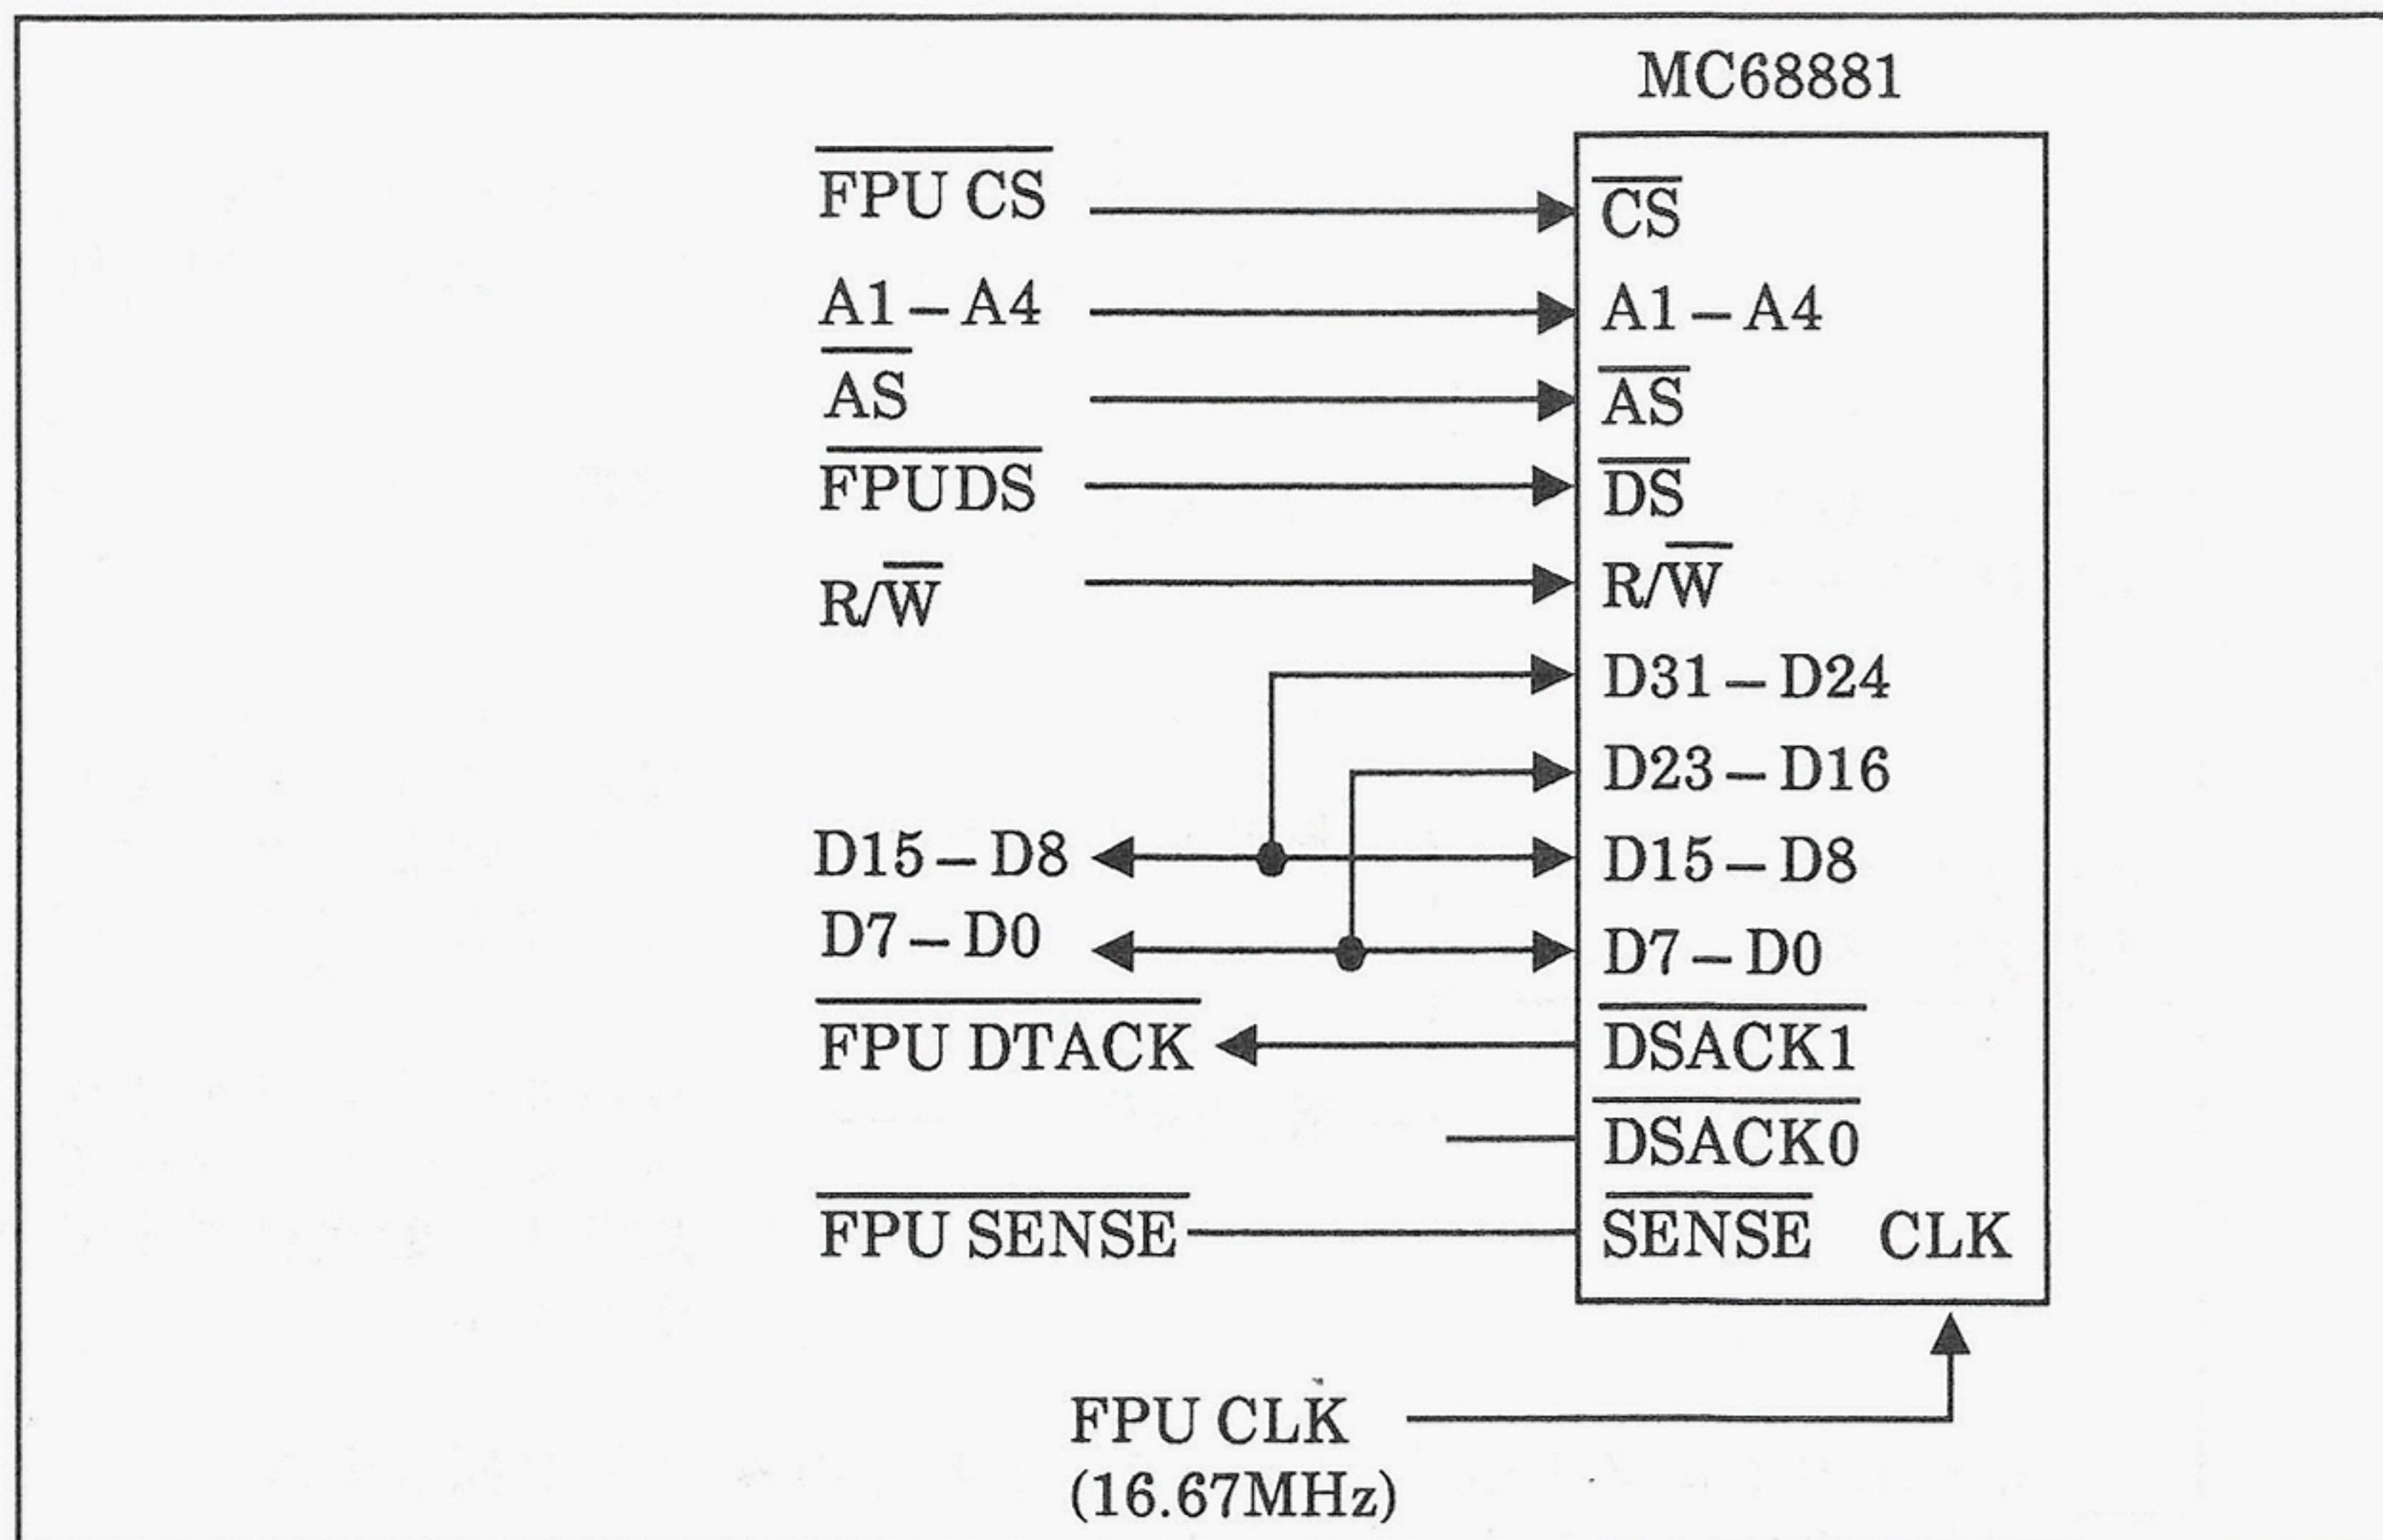 MC68881
FPU CS CS
A1–A4 A1–A4
AS AS
FPUDS DS
R/W R/W
D31–D24
D23–D16
D15–D8 D15–D8
D7–D0 D7–D0
FPU DTACK DSACK1
DSACK0
FPU SENSE SENSE CLK
FPU CLK
(16.67MHz)